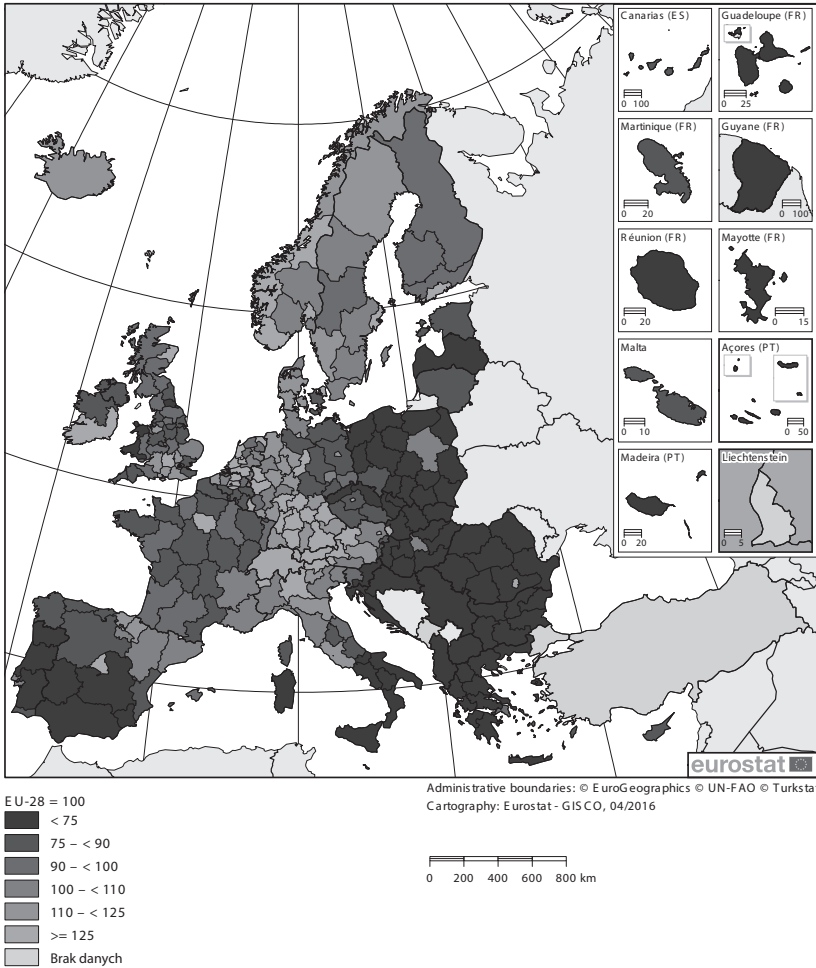 Canarias (ES)
0 100
Guadeloupe (FR)
0 25
Martinique (FR)
0 20
Guyane (FR)
0 100
Réunion (FR)
0 20
Mayotte (FR)
0 15
Malta
0 10
Açores (PT)
0 50
Madeira (PT)
0 20
Liechtenstein
0 5
eurostat
Administrative boundaries: © EuroGeographics © UN-FAO © Turkstat
Cartography: Eurostat - GISCO, 04/2016
EU-28 = 100
< 75
75 – < 90
90 – < 100
100 – < 110
110 – < 125
>= 125
Brak danych
0 200 400 600 800 km